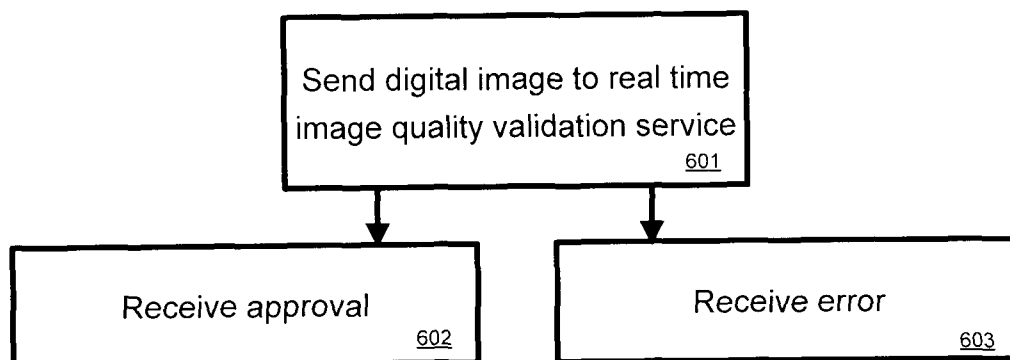 Send digital image to real time
image quality validation service
601
Receive approval
602
Receive error
603